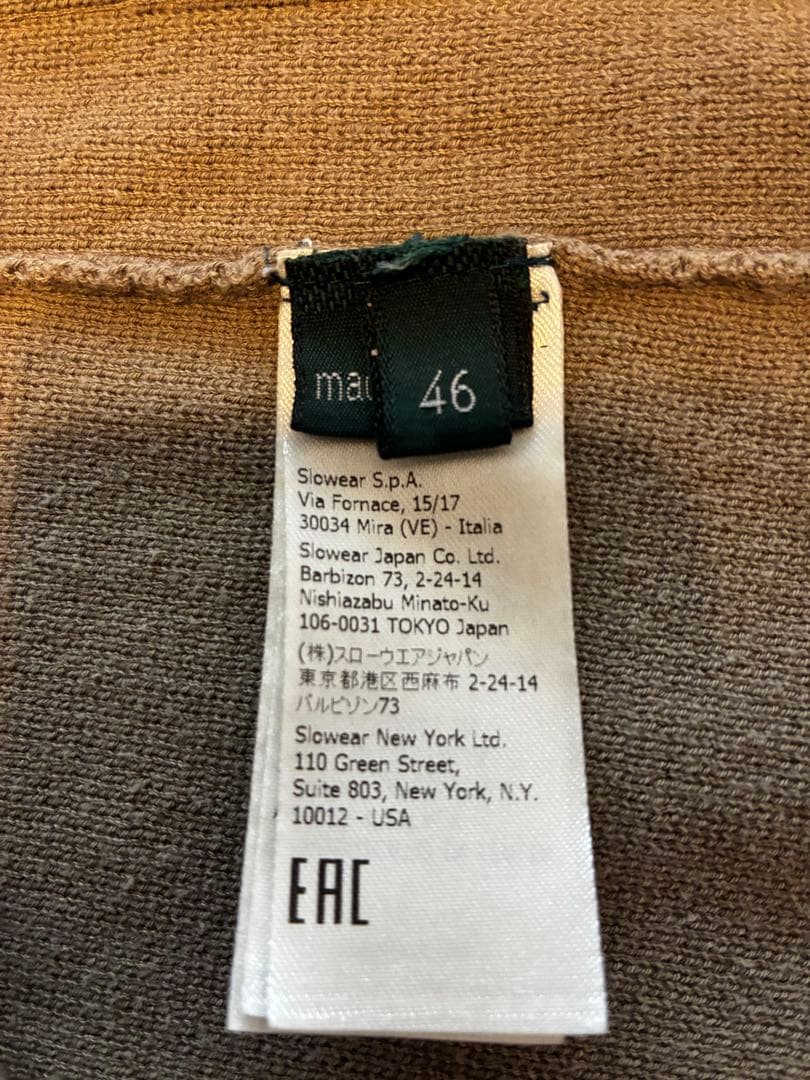 46
Slowear S.p.A.
Via Fornace, 15/17
30034 Mira (VE) - Italia
Slowear Japan Co. Ltd.
Barbizon 73, 2-24-14
Nishiazabu Minato-Ku
106-0031 TOKYO Japan
(株)スローウエアジャパン
東京都港区西麻布 2-24-14
バルビゾン73
Slowear New York Ltd.
110 Green Street,
Suite 803, New York, N.Y.
10012 - USA
EAC